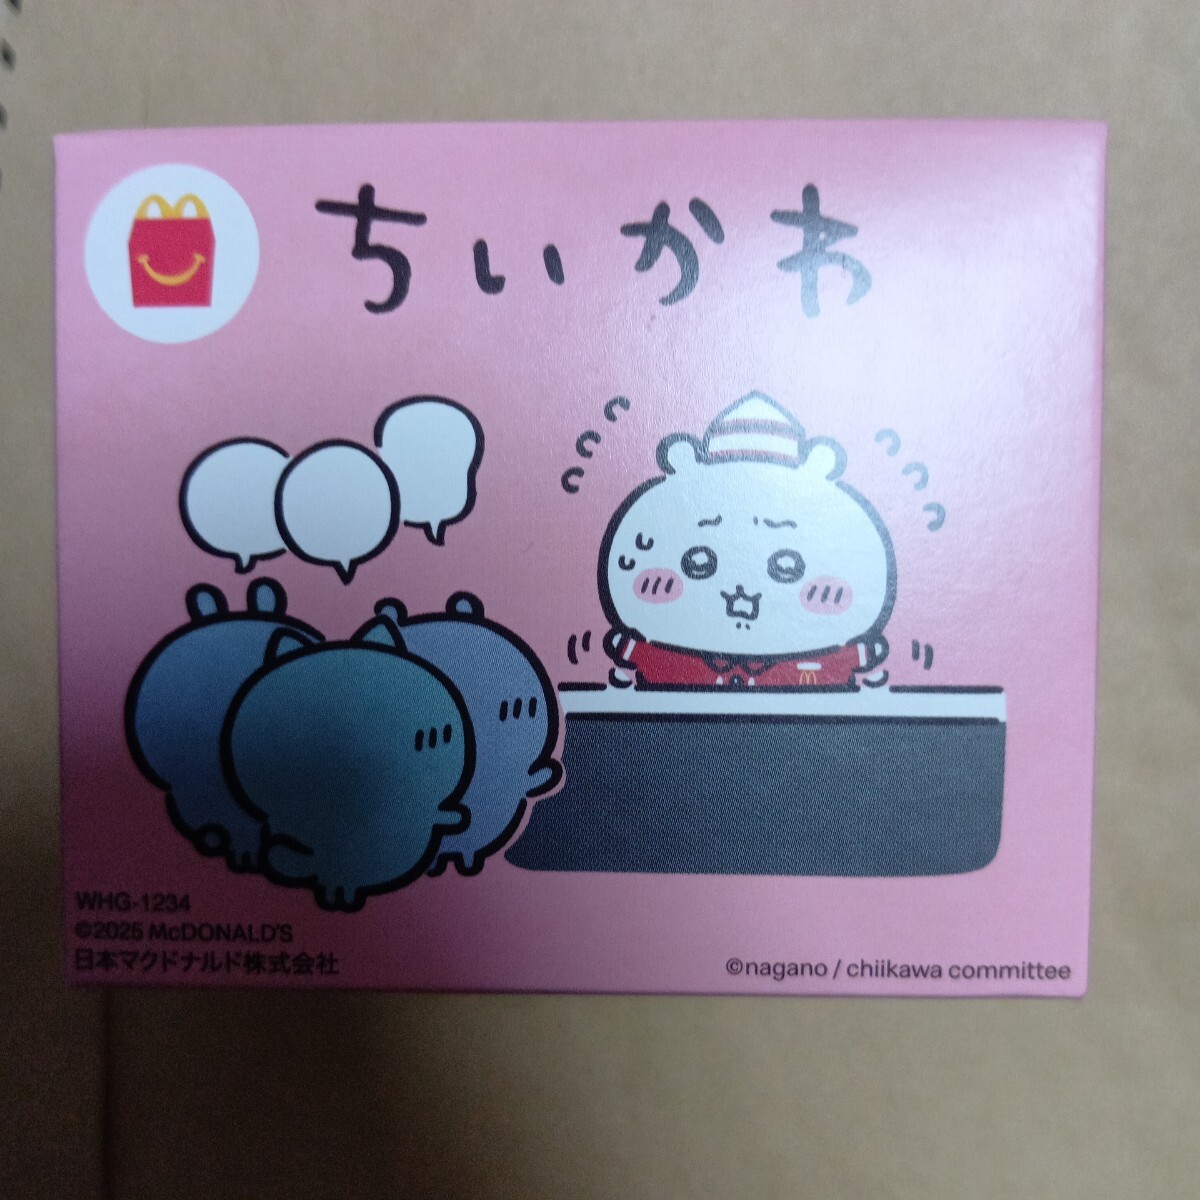 ちいかわ
WHG-1234
©2025 McDONALD'S
日本マクドナルド株式会社
©nagano / chiikawa committee